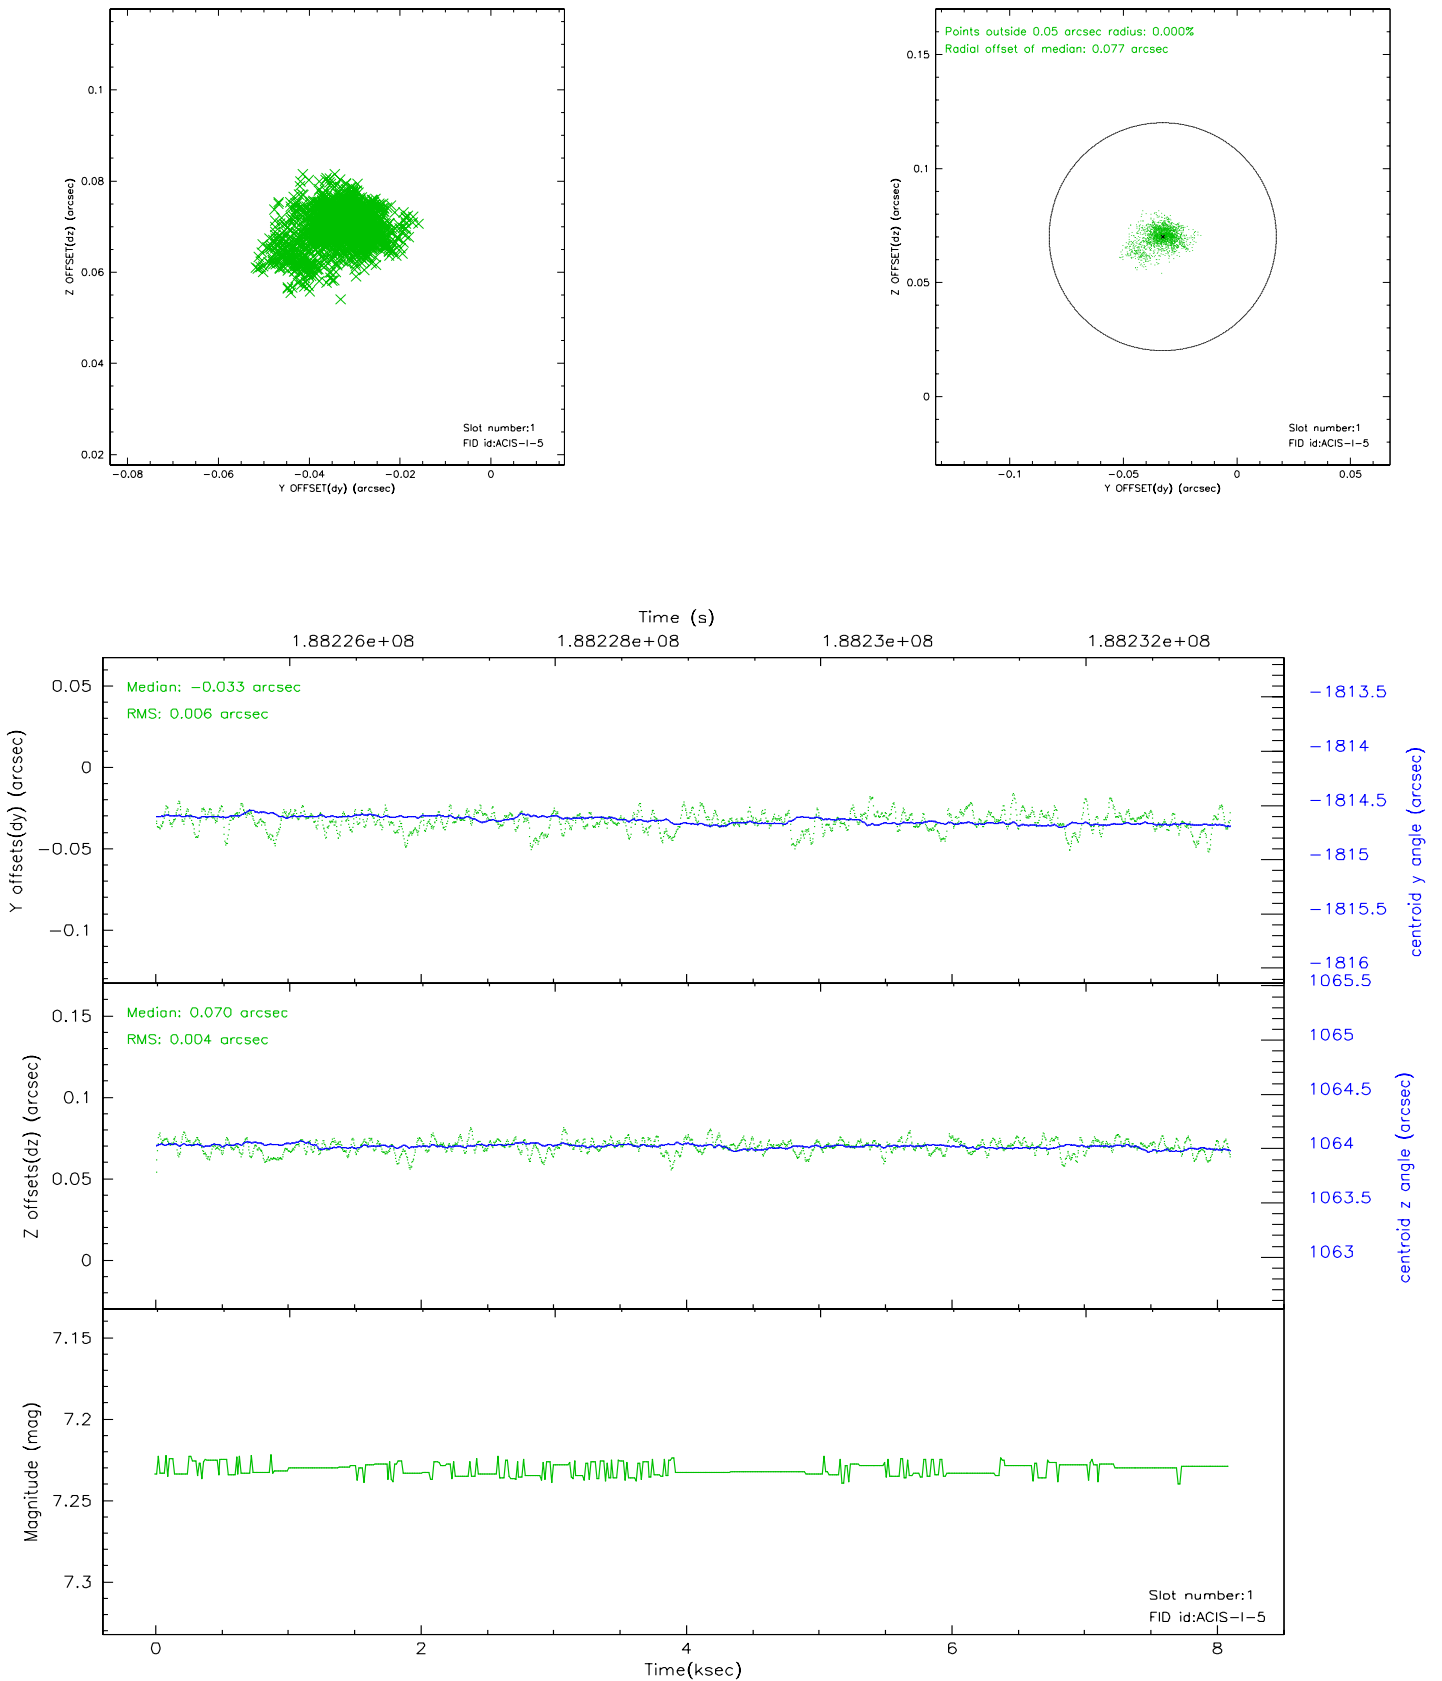 0.1
0.08
0.06
0.04
0.02
Z OFFSET(dz) (arcsec)
Slot number:1
FID id:ACIS-I-5
-0.08 -0.06 -0.04 -0.02 0
Y OFFSET(dy) (arcsec)
Points outside 0.05 arcsec radius: 0.000%
Radial offset of median: 0.077 arcsec
0.15
0.1
0.05
0
Z OFFSET(dz) (arcsec)
Slot number:1
FID id:ACIS-I-5
-0.1 -0.05 0 0.05
Y OFFSET(dy) (arcsec)
Time (s)
1.88226e+08 1.88228e+08 1.8823e+08 1.88232e+08
Median: -0.033 arcsec
RMS: 0.006 arcsec
0.05
0
-0.05
-0.1
Y offsets(dy) (arcsec)
-1813.5
-1814
-1814.5
-1815
-1815.5
-1816
centroid y angle (arcsec)
Median: 0.070 arcsec
RMS: 0.004 arcsec
0.15
0.1
0.05
0
Z offsets(dz) (arcsec)
1065.5
1065
1064.5
1064
1063.5
1063
centroid z angle (arcsec)
7.15
7.2
7.25
7.3
Magnitude (mag)
Slot number:1
FID id:ACIS-I-5
0 2 4 6 8
Time(ksec)